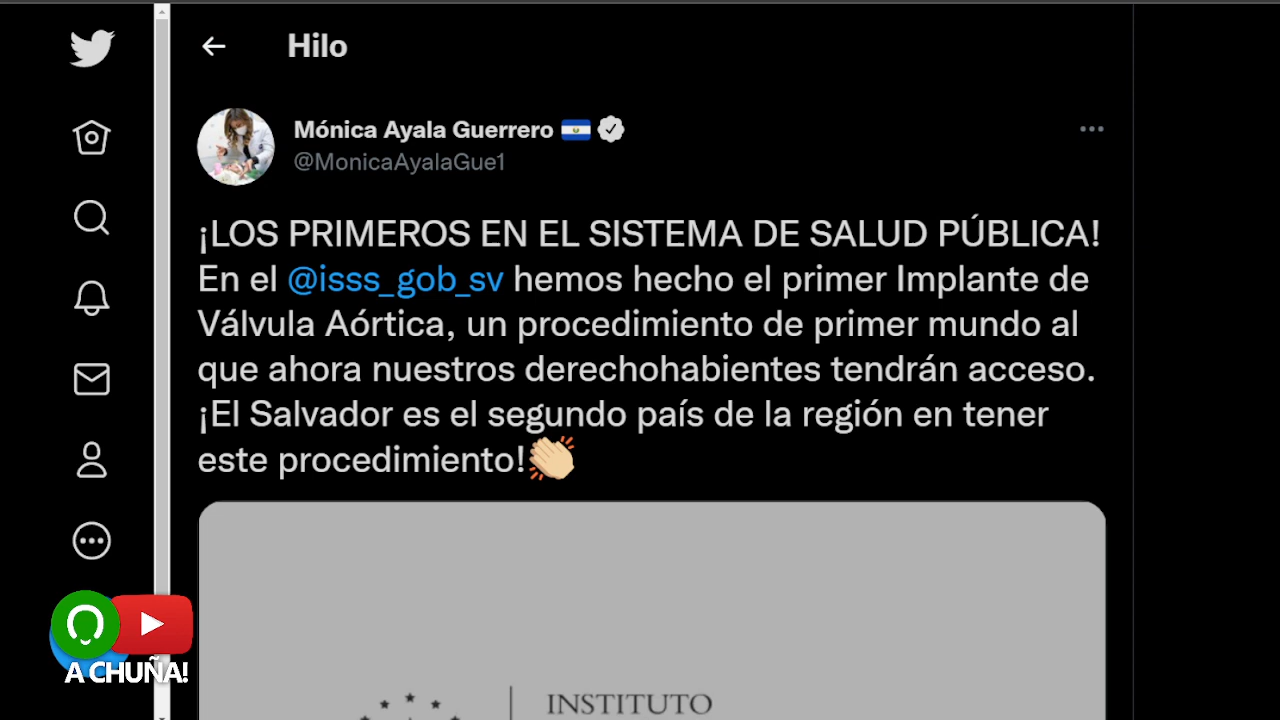 Hilo
Mónica Ayala Guerrero
@MonicaAyalaGue1
¡LOS PRIMEROS EN EL SISTEMA DE SALUD PÚBLICA!
En el @isss_gob_sv hemos hecho el primer Implante de
Válvula Aórtica, un procedimiento de primer mundo al
que ahora nuestros derechohabientes tendrán acceso.
¡El Salvador es el segundo país de la región en tener
este procedimiento!👏🏼
A CHUÑA!
INSTITUTO